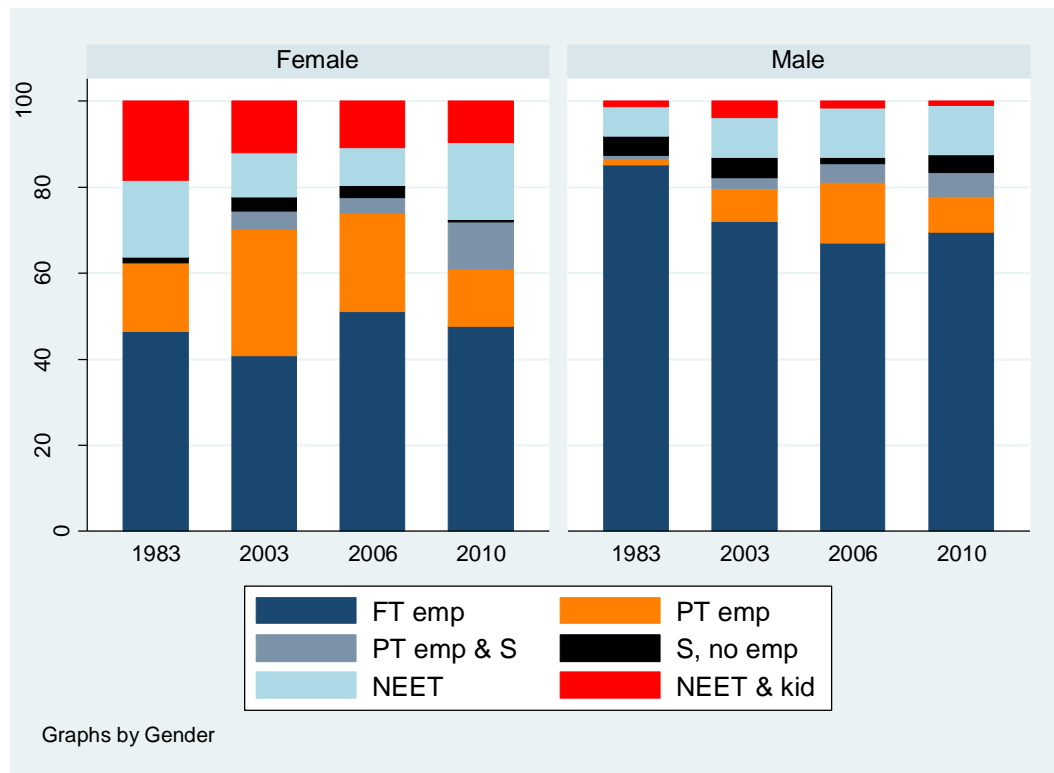 Female Male
100
80
60
40
20
0
1983 2003 2006 2010 1983 2003 2006 2010
FT emp PT emp
PT emp & S S, no emp
NEET NEET & kid
Graphs by Gender